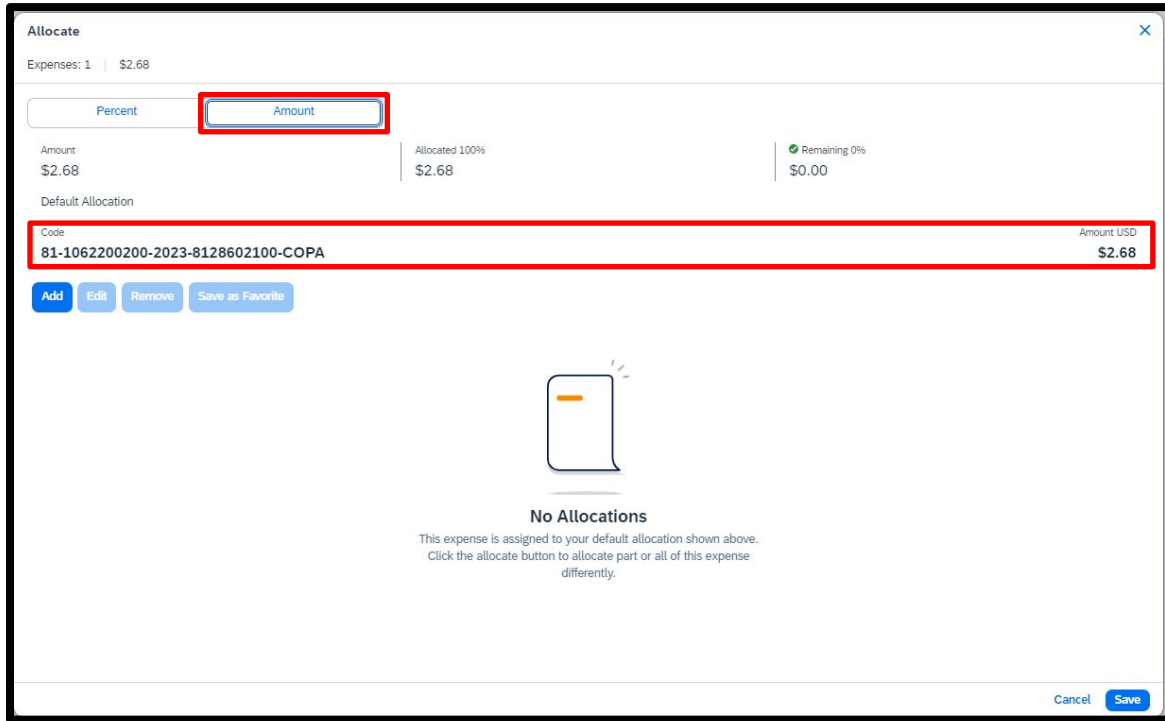 Allocate
Expenses: 1 | $2.68
Percent Amount
Amount Allocated 100% Remaining 0%
$2.68 $2.68 $0.00
Default Allocation
Code Amount USD
81-1062200200-2023-8128602100-COPA $2.68
Add Edit Remove Save as Favorite
No Allocations
This expense is assigned to your default allocation shown above.
Click the allocate button to allocate part or all of this expense
differently.
Cancel Save